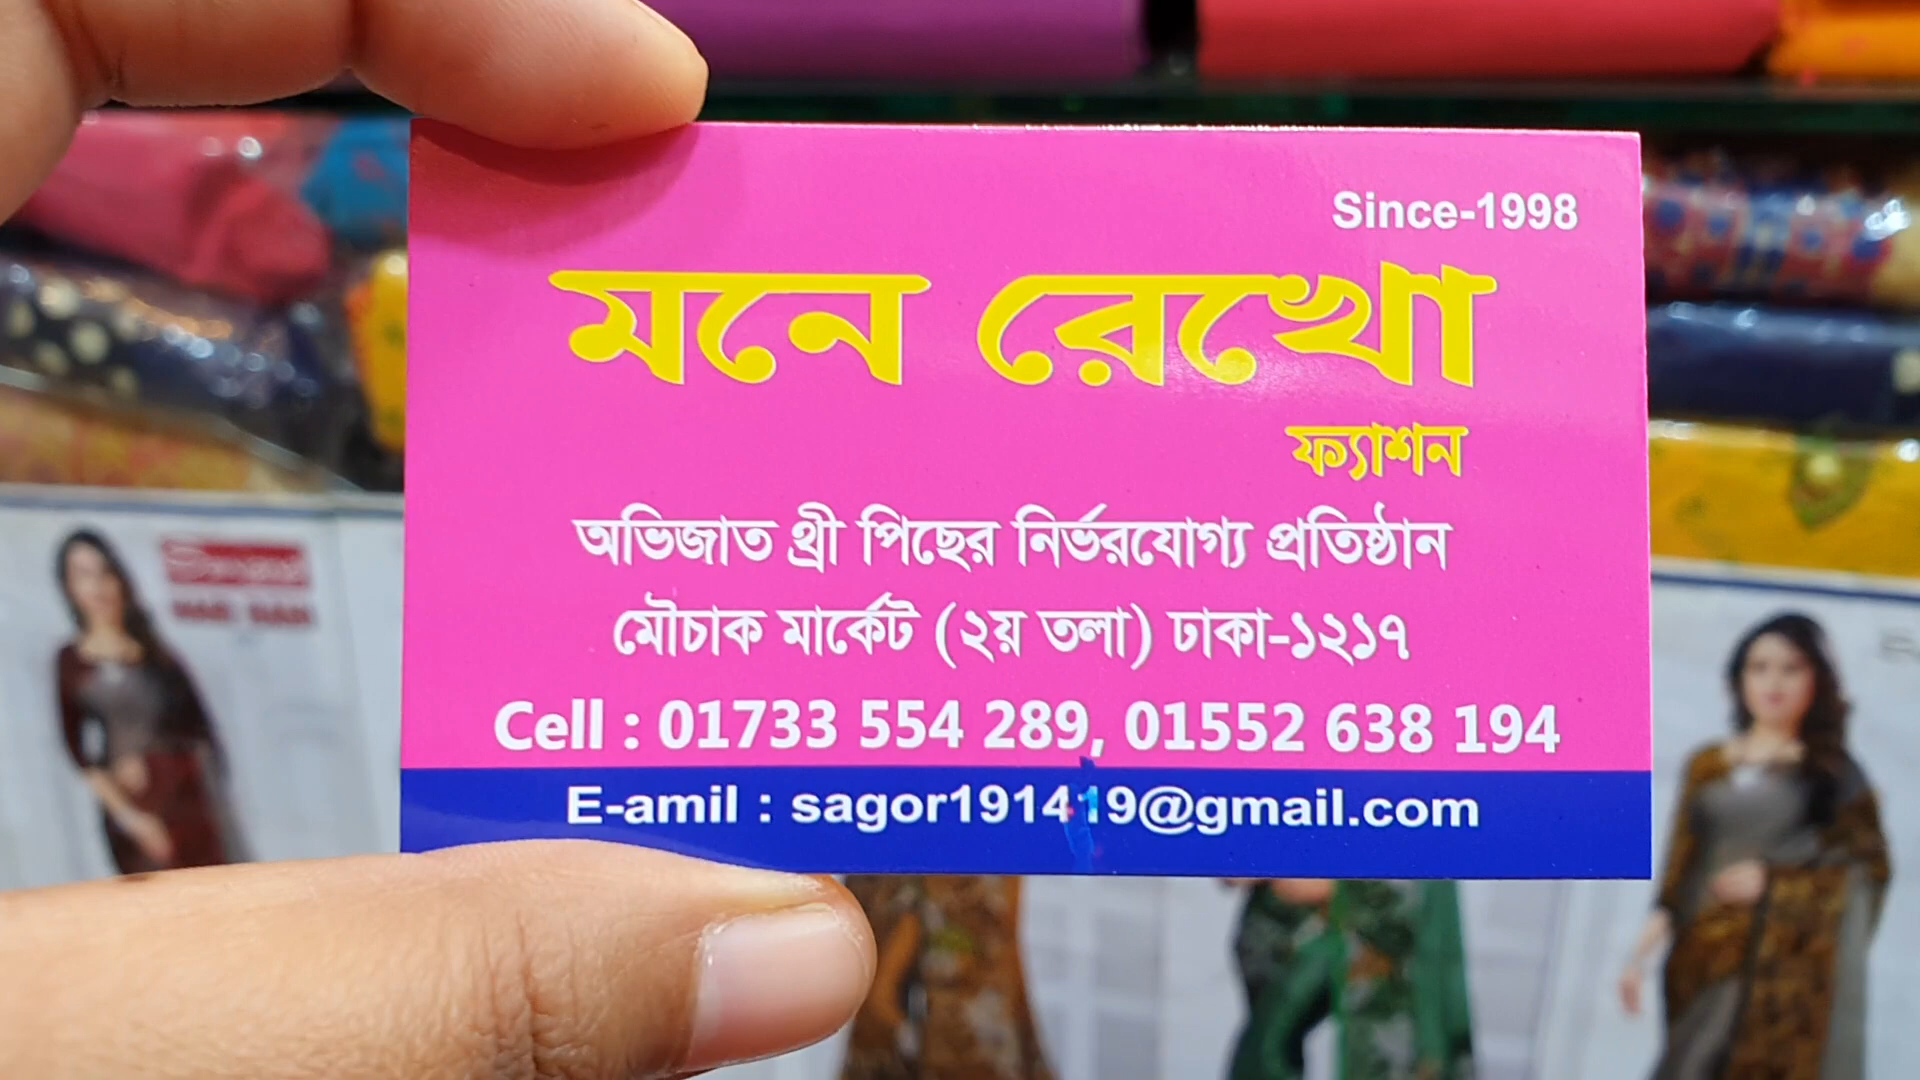 Since-1998
মনে রেখো
ফ্যাশন
অভিজাত থ্রী পিছের নির্ভরযোগ্য প্রতিষ্ঠান
মৌচাক মার্কেট (২য় তলা) ঢাকা-১২১৭
Cell : 01733 554 289, 01552 638 194
E-amil : sagor191419@gmail.com